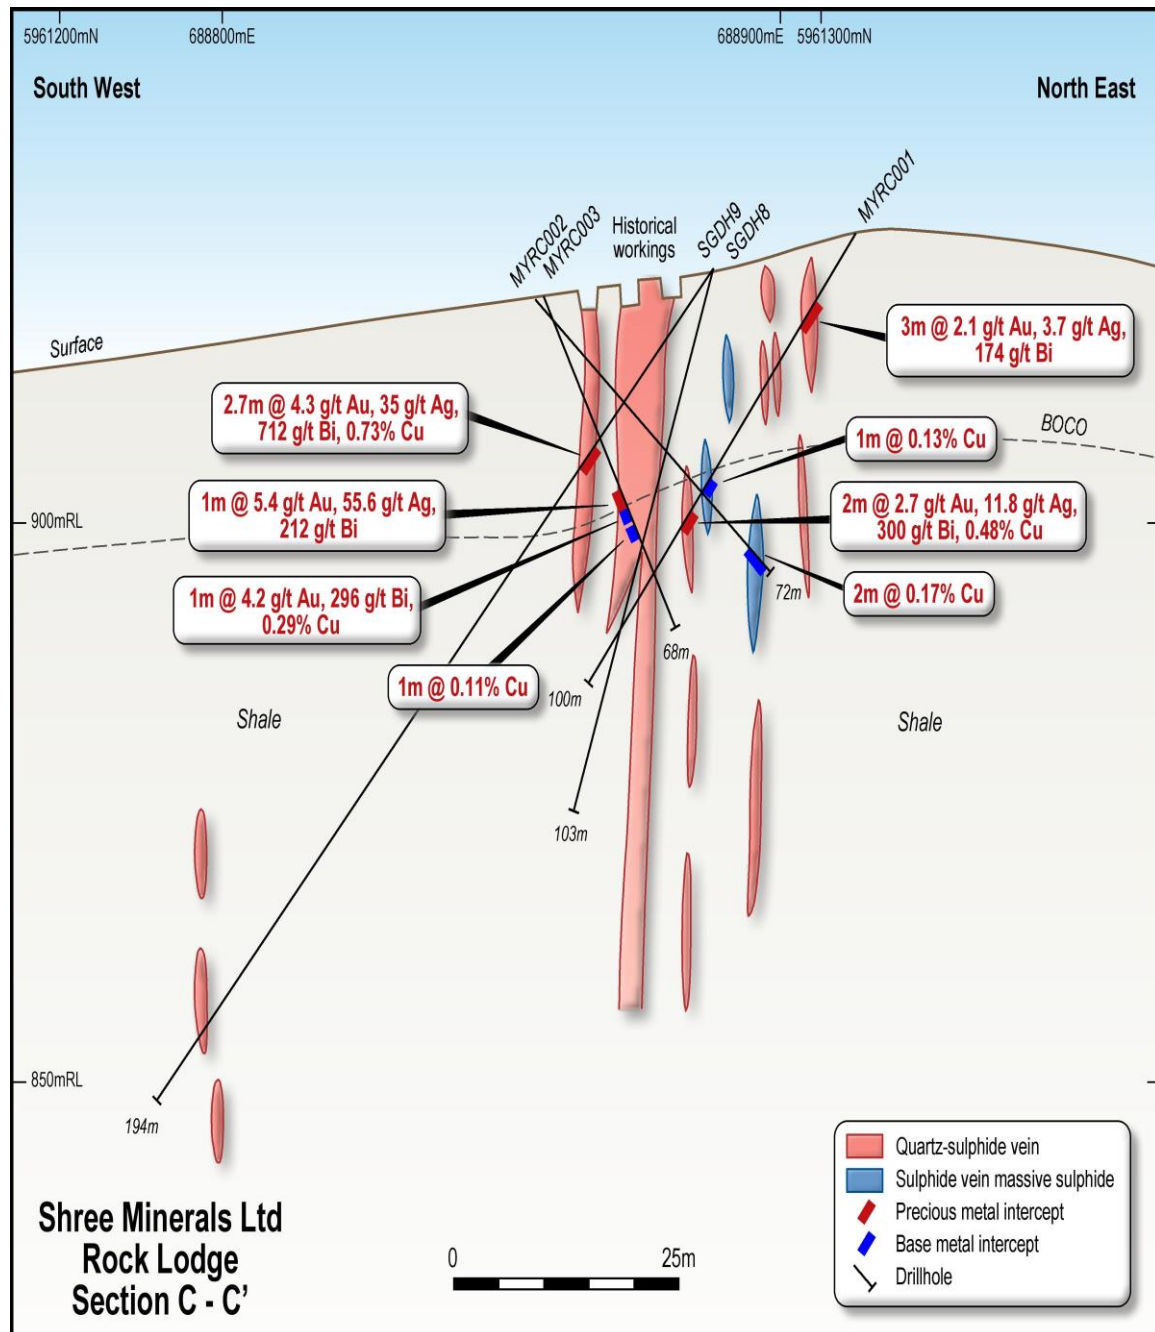 5961200mN
688800mE
688900mE
5961300mN
South West
North East
MYRC002
MYRC003
Historical
workings
SGDH9
SGDH8
MYRC001
Surface
3m @ 2.1 g/t Au, 3.7 g/t Ag,
174 g/t Bi
2.7m @ 4.3 g/t Au, 35 g/t Ag,
712 g/t Bi, 0.73% Cu
BOCO
1m @ 0.13% Cu
1m @ 5.4 g/t Au, 55.6 g/t Ag,
212 g/t Bi
900mRL
2m @ 2.7 g/t Au, 11.8 g/t Ag,
300 g/t Bi, 0.48% Cu
1m @ 4.2 g/t Au, 296 g/t Bi,
0.29% Cu
72m
2m @ 0.17% Cu
68m
1m @ 0.11% Cu
100m
Shale
Shale
103m
850mRL
194m
Quartz-sulphide vein
Sulphide vein massive sulphide
Precious metal intercept
Base metal intercept
Drillhole
Shree Minerals Ltd
Rock Lodge
Section C - C’
0
25m